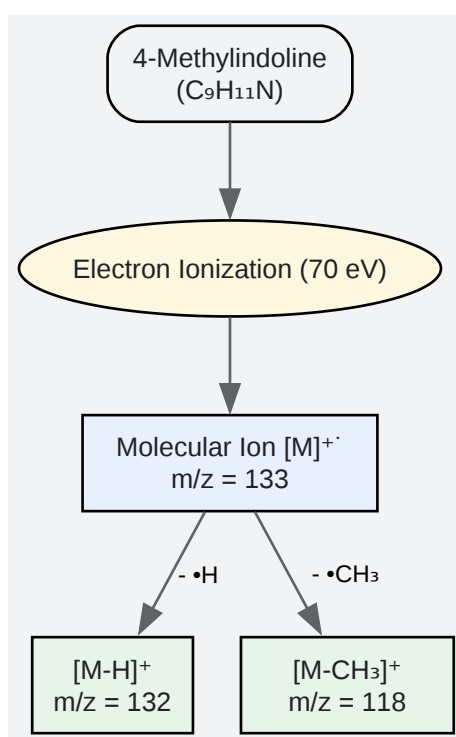 4-Methylindoline
(C₉H₁₁N)
Electron Ionization (70 eV)
Molecular Ion [M]⁺˙
m/z = 133
- •H
- •CH₃
[M-H]⁺
m/z = 132
[M-CH₃]⁺
m/z = 118